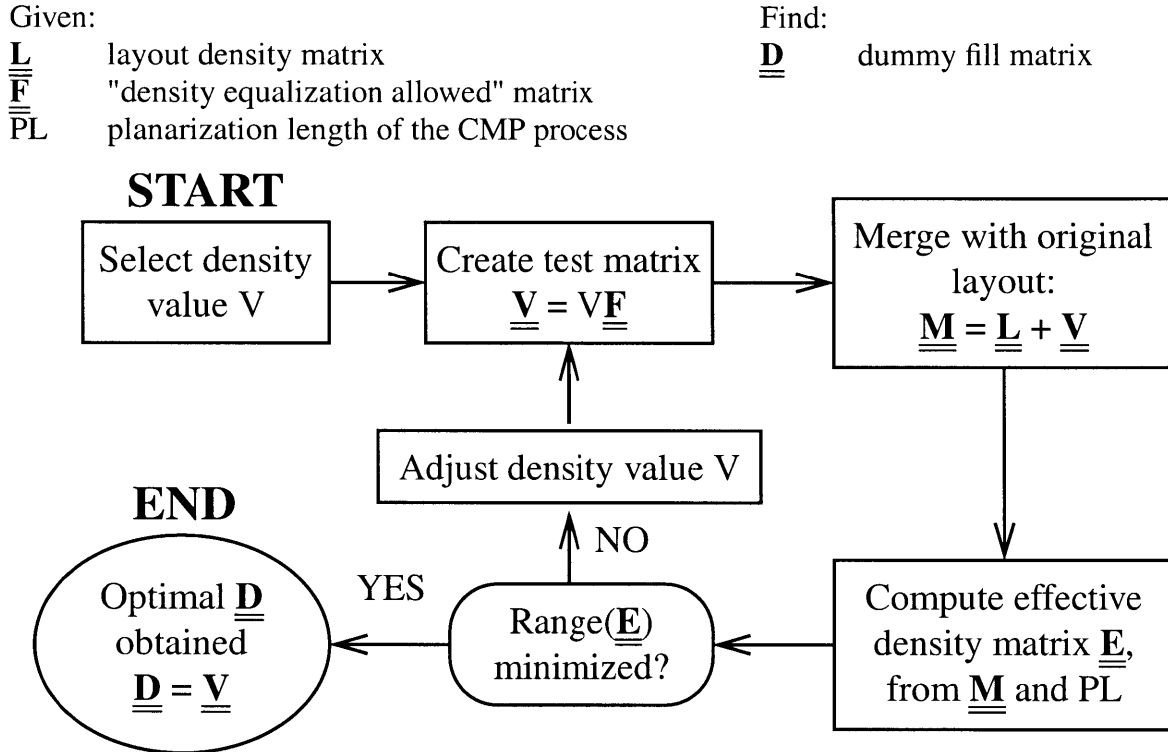 Given:
L layout density matrix
F "density equalization allowed" matrix
PL planarization length of the CMP process
Find:
D dummy fill matrix
START
Select density
value V
Create test matrix
V = VF
Merge with original
layout:
M = L + V
Adjust density value V
NO
END
Optimal D
obtained
D = V
YES
Range(E)
minimized?
Compute effective
density matrix E,
from M and PL